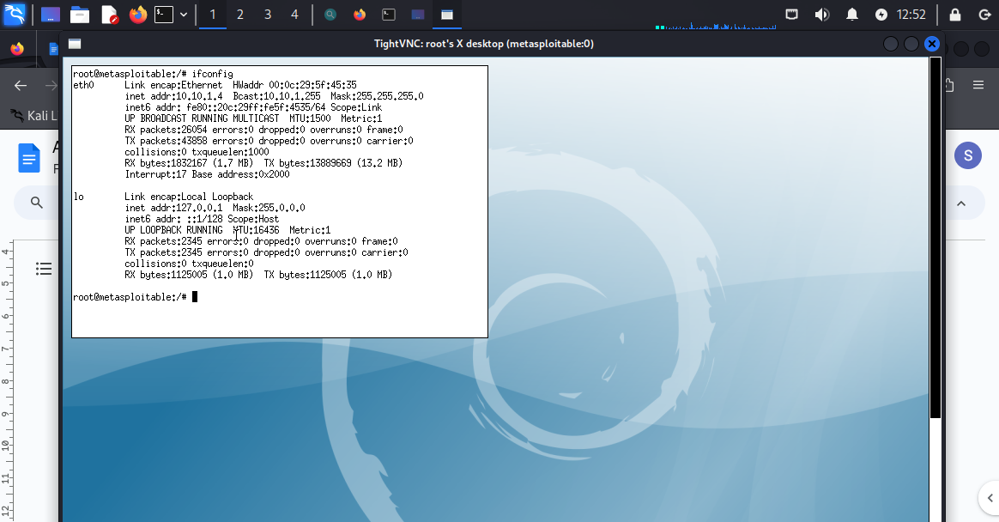 1 2 3 4 12:52
TightVNC: root's X desktop (metasploitable:0)
Kali L
S
root@metasploitable:/# ifconfig
eth0 Link encap:Ethernet HWaddr 00:0c:29:5f:45:35
inet addr:10.10.1.4 Bcast:10.10.1.255 Mask:255.255.255.0
inet6 addr: fe80::20c:29ff:fe5f:4535/64 Scope:Link
UP BROADCAST RUNNING MULTICAST MTU:1500 Metric:1
RX packets:26054 errors:0 dropped:0 overruns:0 frame:0
TX packets:43858 errors:0 dropped:0 overruns:0 carrier:0
collisions:0 txqueuelen:1000
RX bytes:1832167 (1.7 MB) TX bytes:13889669 (13.2 MB)
Interrupt:17 Base address:0x2000
lo Link encap:Local Loopback
inet addr:127.0.0.1 Mask:255.0.0.0
inet6 addr: ::1/128 Scope:Host
UP LOOPBACK RUNNING MTU:16436 Metric:1
RX packets:2345 errors:0 dropped:0 overruns:0 frame:0
TX packets:2345 errors:0 dropped:0 overruns:0 carrier:0
collisions:0 txqueuelen:0
RX bytes:1125005 (1.0 MB) TX bytes:1125005 (1.0 MB)
root@metasploitable:/#
4
5
6
7
8
9
10
11
12